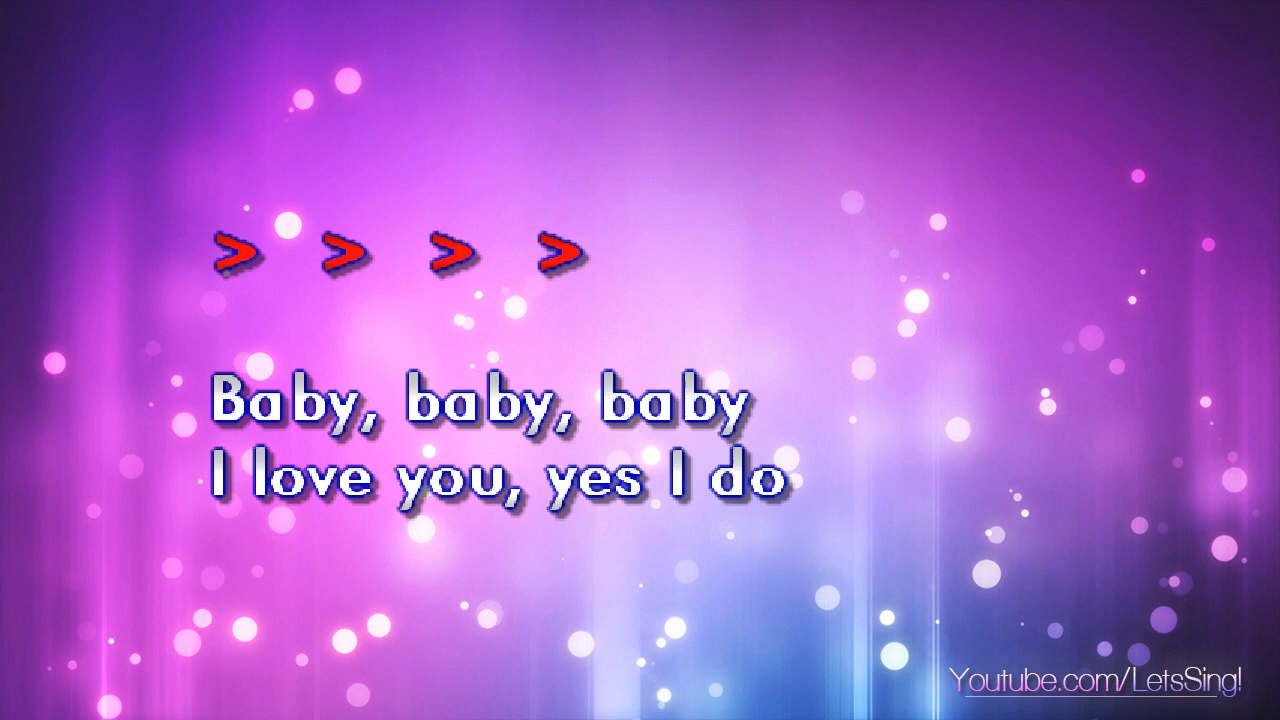 > > > >
Baby, baby, baby
I love you, yes I do
Youtube.com/LetsSing!